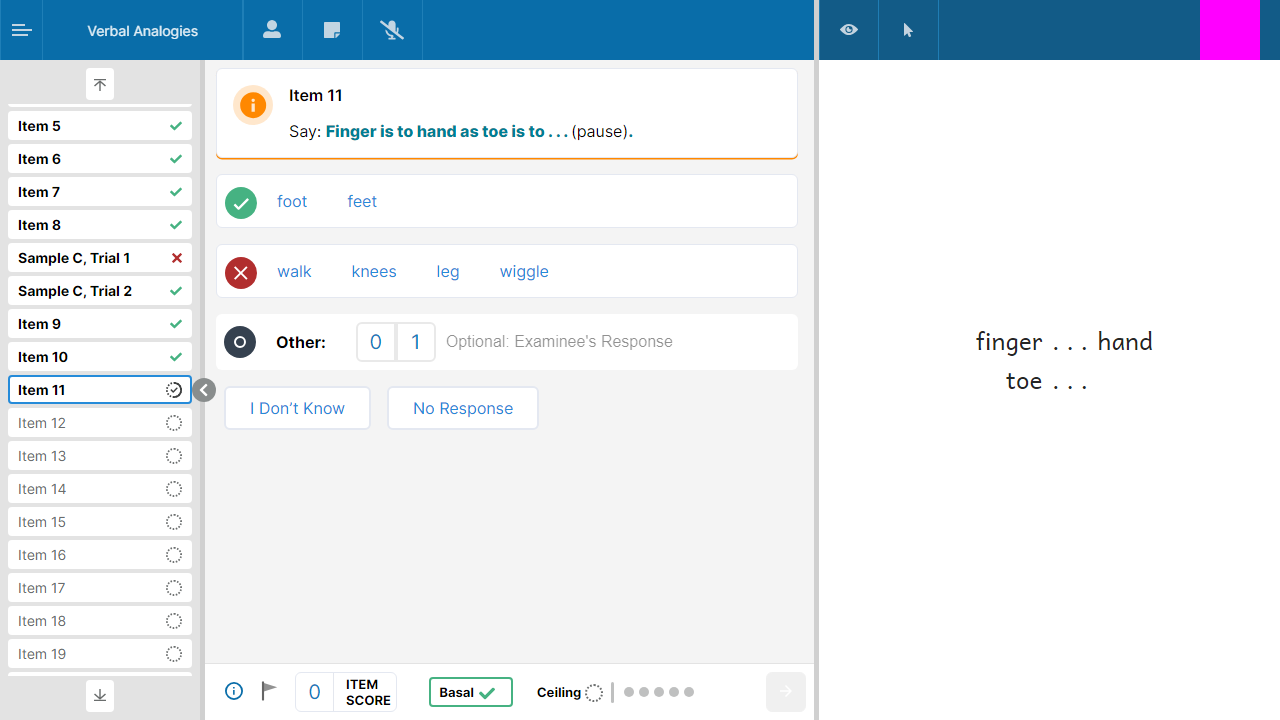 Verbal Analogies
Item 5
Item 6
Item 7
Item 8
Sample C, Trial 1
Sample C, Trial 2
Item 9
Item 10
Item 11
Item 12
Item 13
Item 14
Item 15
Item 16
Item 17
Item 18
Item 19
Item 11
Say: Finger is to hand as toe is to . . . (pause).
foot feet
walk knees leg wiggle
Other: 0 1 Optional: Examinee's Response
I Don’t Know No Response
0 ITEM
SCORE
Basal
Ceiling
finger . . . hand
toe . . .